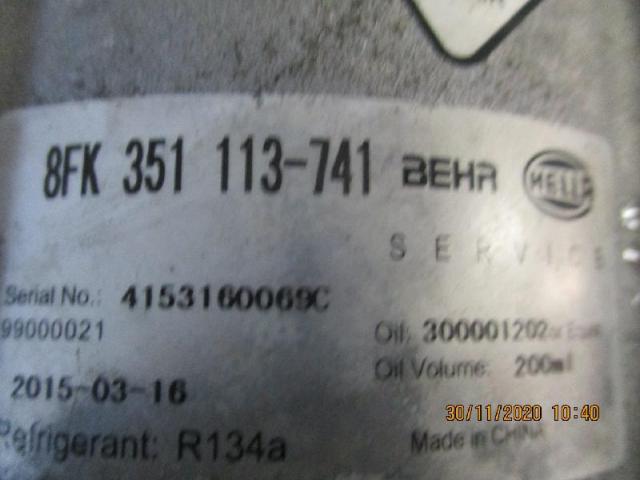 8FK 351 113-741 BEHR HELLA
SERVICE
Serial No.: 4153160069C
99000021
Oil: 300001202 or
Oil Volume: 200ml
2015-03-16
Refrigerant: R134a
Made in CHINA
30/11/2020 10:40